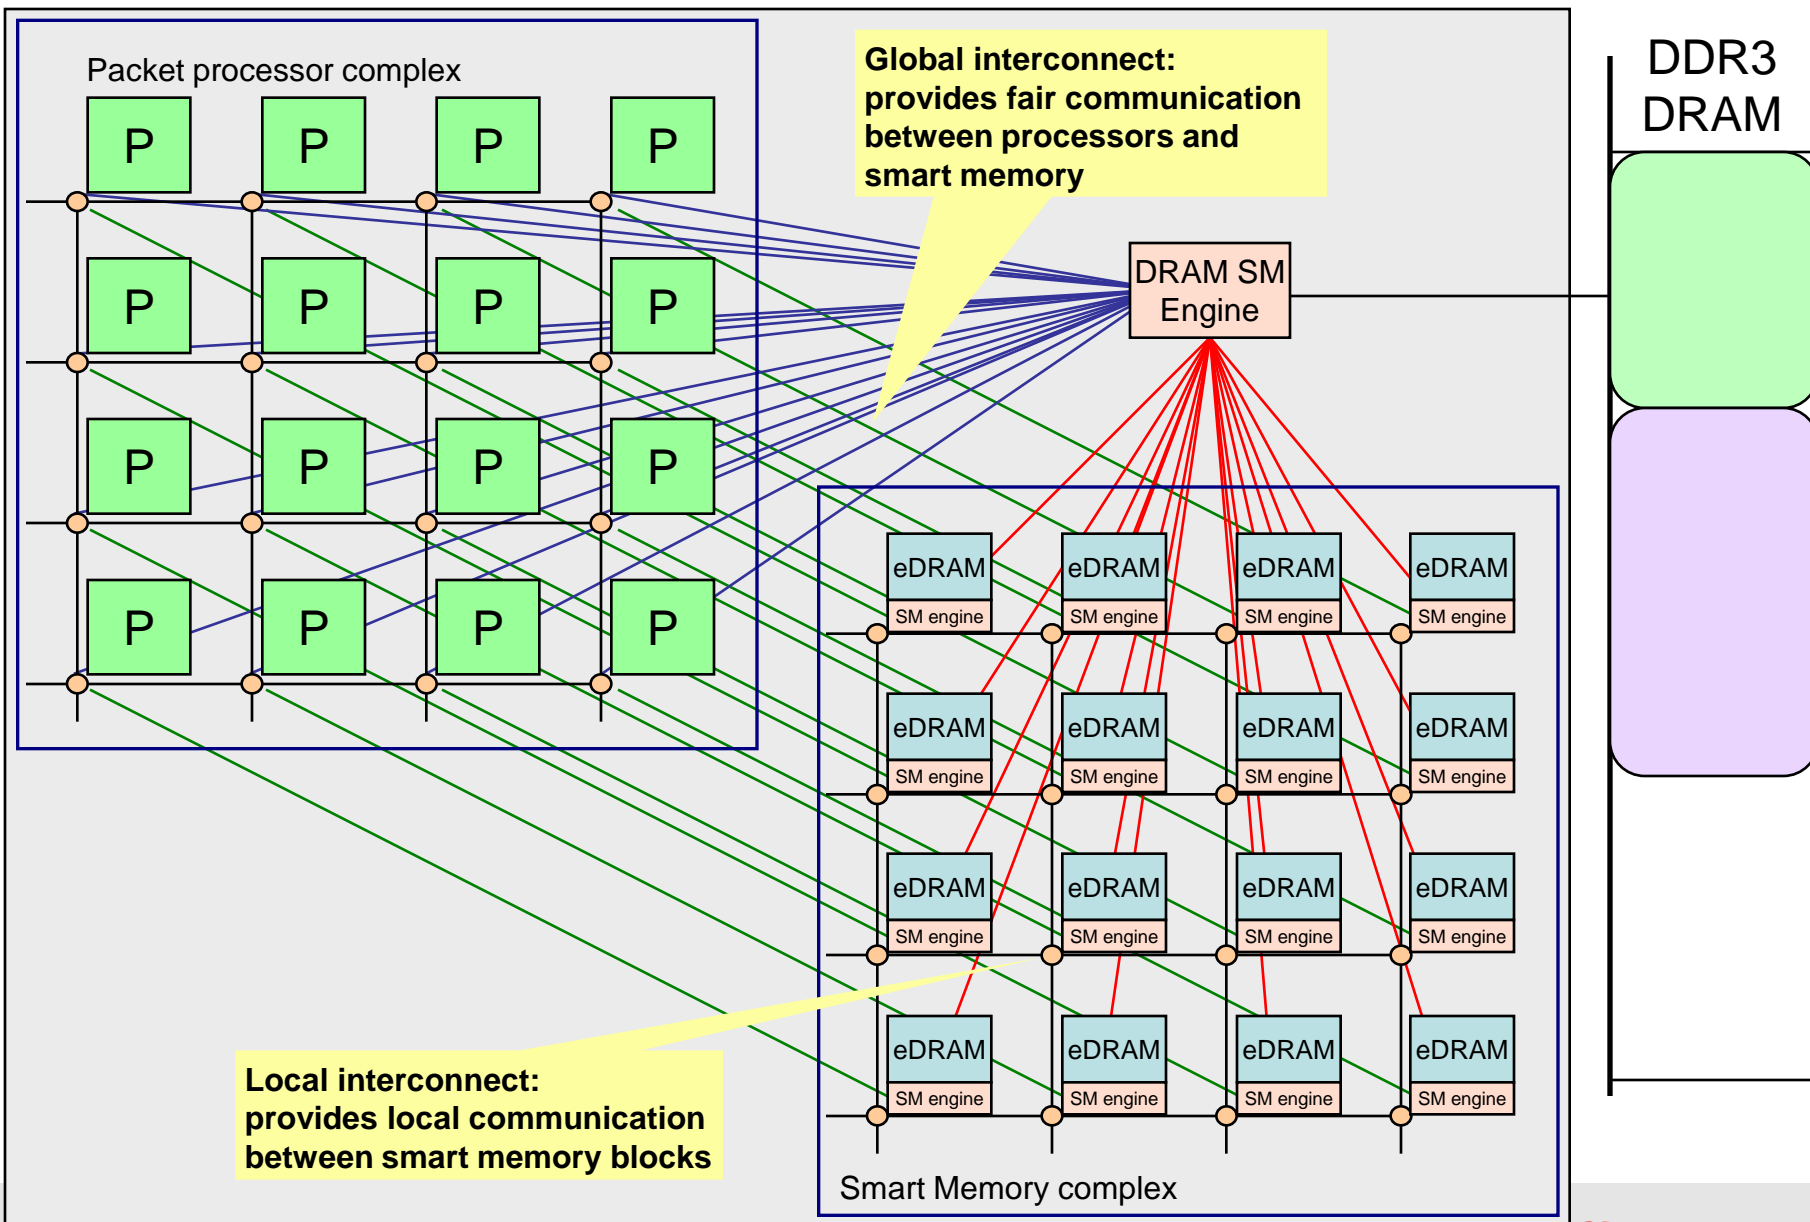 Packet processor complex
P P P P
P P P P
P P P P
P P P P
Global interconnect:
provides fair communication
between processors and
smart memory
DRAM SM
Engine
DDR3
DRAM
eDRAM eDRAM eDRAM eDRAM
SM engine SM engine SM engine SM engine
eDRAM eDRAM eDRAM eDRAM
SM engine SM engine SM engine SM engine
eDRAM eDRAM eDRAM eDRAM
SM engine SM engine SM engine SM engine
eDRAM eDRAM eDRAM eDRAM
SM engine SM engine SM engine SM engine
Local interconnect:
provides local communication
between smart memory blocks
Smart Memory complex